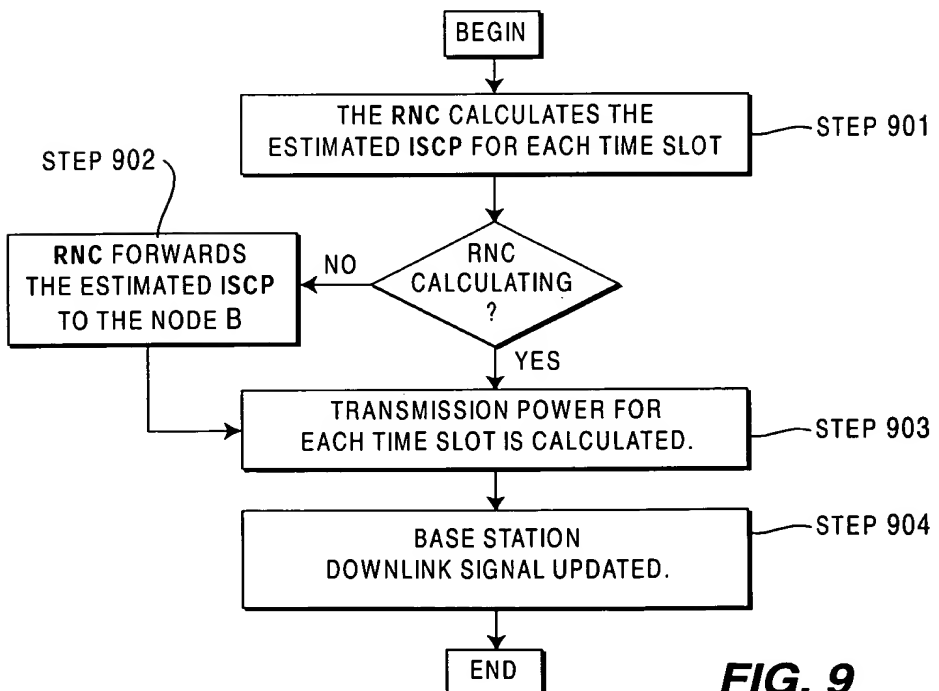 BEGIN
THE RNC CALCULATES THE
ESTIMATED ISCP FOR EACH TIME SLOT
STEP 901
STEP 902
RNC FORWARDS
THE ESTIMATED ISCP
TO THE NODE B
NO
RNC
CALCULATING
?
YES
TRANSMISSION POWER FOR
EACH TIME SLOT IS CALCULATED.
STEP 903
BASE STATION
DOWNLINK SIGNAL UPDATED.
STEP 904
END
FIG. 9